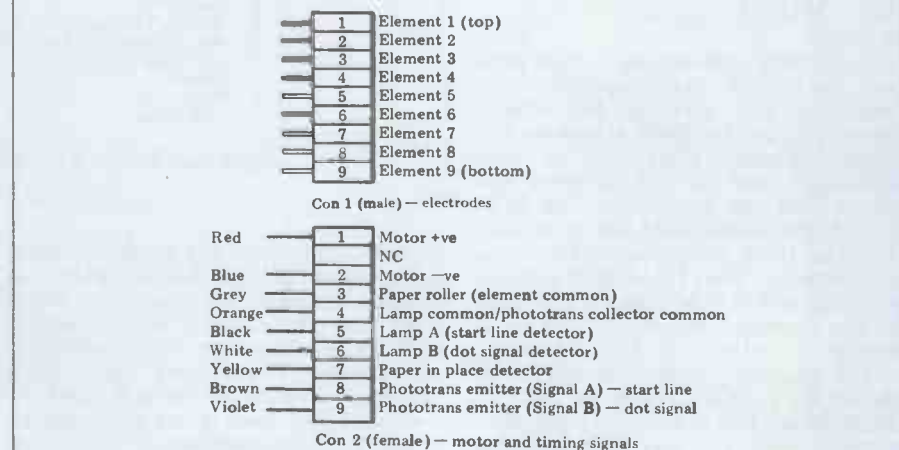 1 Element 1 (top)
2 Element 2
3 Element 3
4 Element 4
5 Element 5
6 Element 6
7 Element 7
8 Element 8
9 Element 9 (bottom)
Con 1 (male) — electrodes
Red 1 Motor +ve
NC
Blue 2 Motor —ve
Grey 3 Paper roller (element common)
Orange 4 Lamp common/phototrans collector common
Black 5 Lamp A (start line detector)
White 6 Lamp B (dot signal detector)
Yellow 7 Paper in place detector
Brown 8 Phototrans emitter (Signal A) — start line
Violet 9 Phototrans emitter (Signal B) — dot signal
Con 2 (female) — motor and timing signals